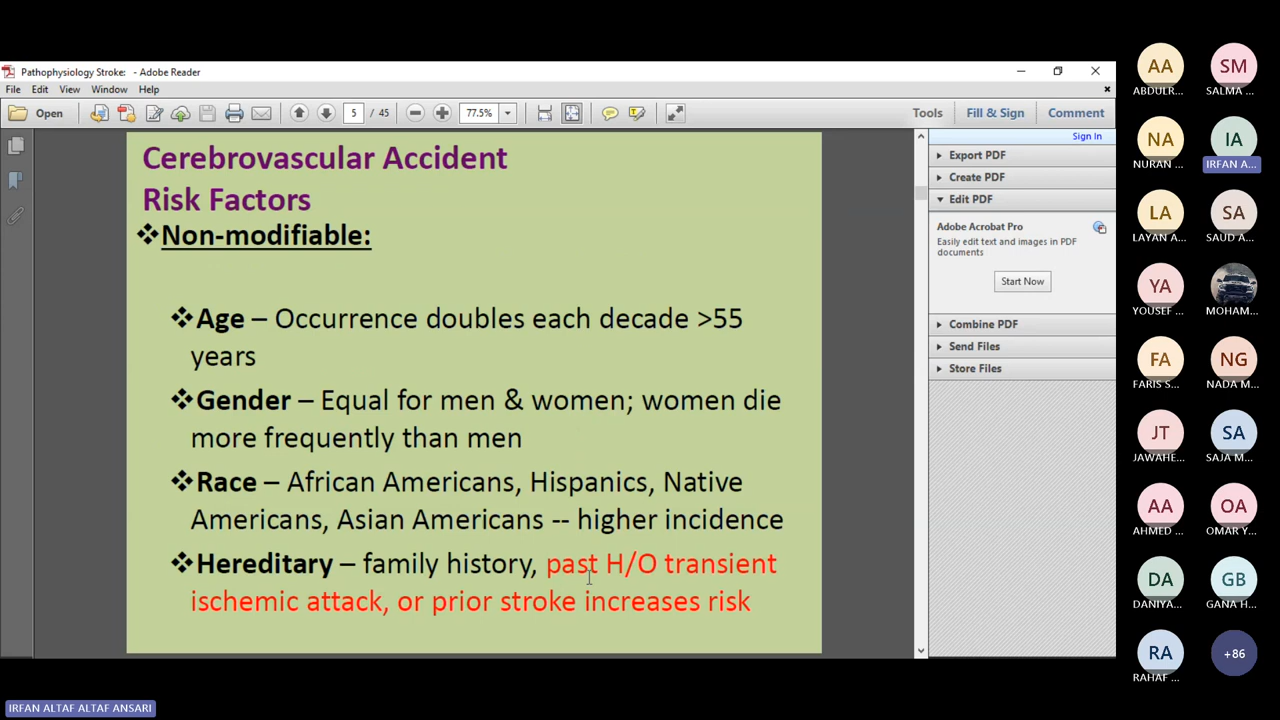 Pathophysiology Stroke: - Adobe Reader
File Edit View Window Help
Open 5 / 45 77.5% Tools Fill & Sign Comment
Sign In
Export PDF
Create PDF
Edit PDF
Adobe Acrobat Pro
Easily edit text and images in PDF
documents
Start Now
Combine PDF
Send Files
Store Files
Cerebrovascular Accident
Risk Factors
❖Non-modifiable:
❖Age – Occurrence doubles each decade >55
years
❖Gender – Equal for men & women; women die
more frequently than men
❖Race – African Americans, Hispanics, Native
Americans, Asian Americans -- higher incidence
❖Hereditary – family history, past H/O transient
ischemic attack, or prior stroke increases risk
AA SM
ABDULR... SALMA ...
NA IA
NURAN ... IRFAN A...
LA SA
LAYAN A... SAUD A...
YA
YOUSEF ... MOHAM...
FA NG
FARIS S... NADA M...
JT SA
JAWAHE... SAJA M...
AA OA
AHMED ... OMAR Y...
DA GB
DANIYA... GANA H...
RA +86
RAHAF ...
IRFAN ALTAF ALTAF ANSARI